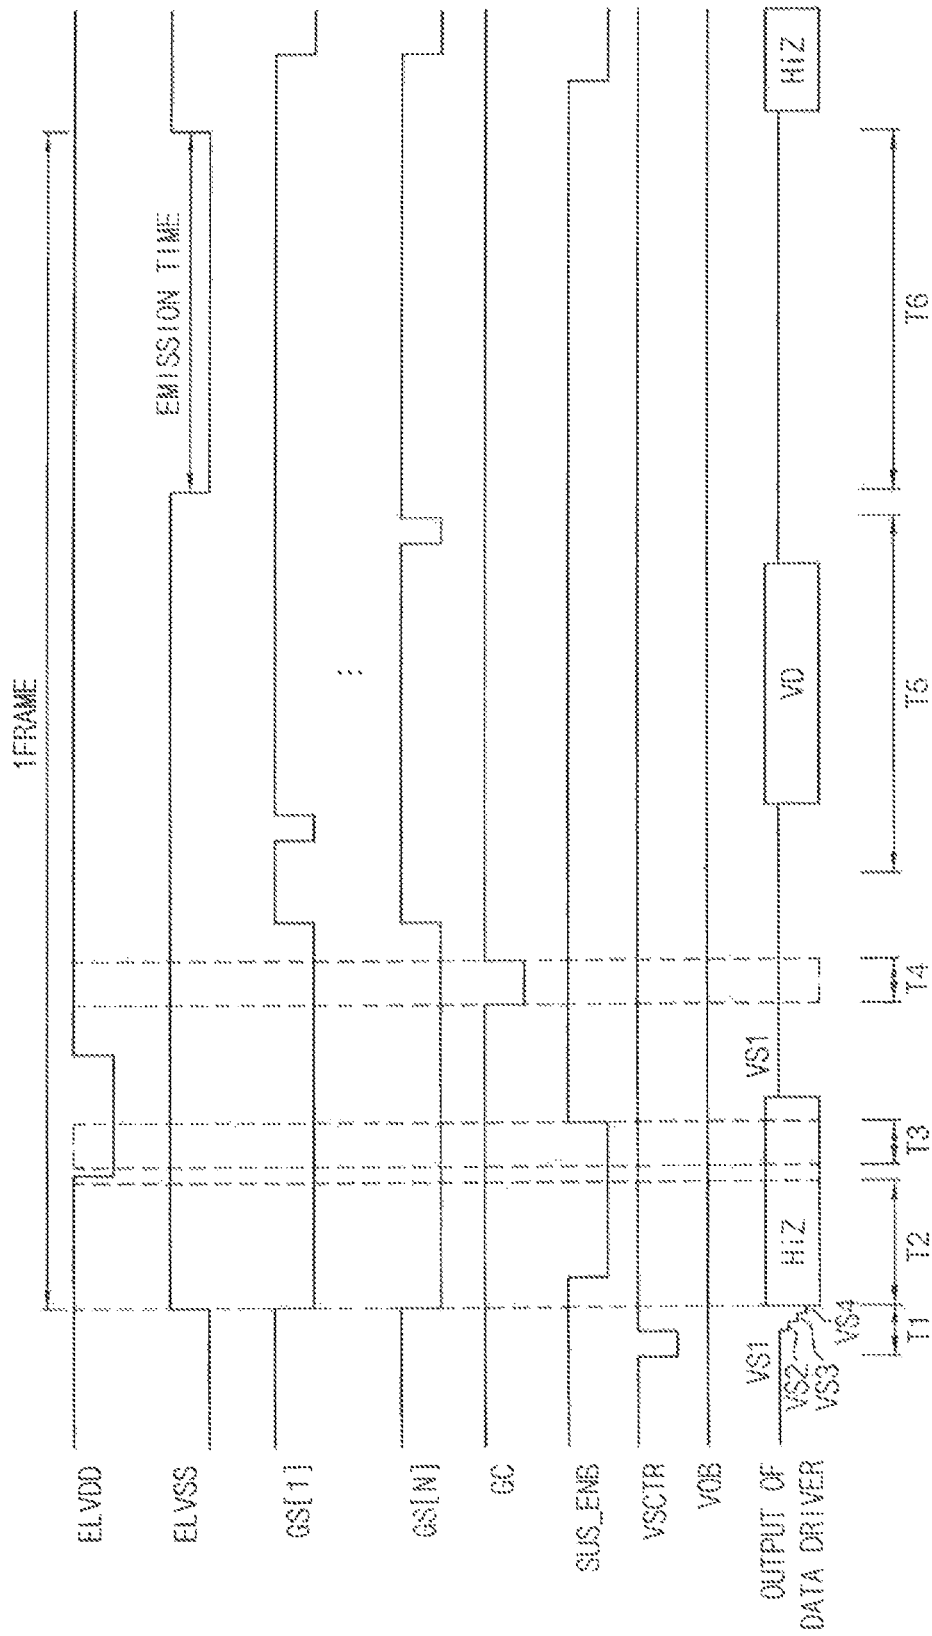 1FRAME
ELVDD
ELVSS
EMISSION TIME
GS[1]
⋮
GS[N]
GC
SUS_ENB
VSCTR
VOB
OUTPUT OF
DATA DRIVER
VS1
VS2
VS3
VS4
HiZ
VS1
VD
HiZ
T1
T2
T3
T4
T5
T6